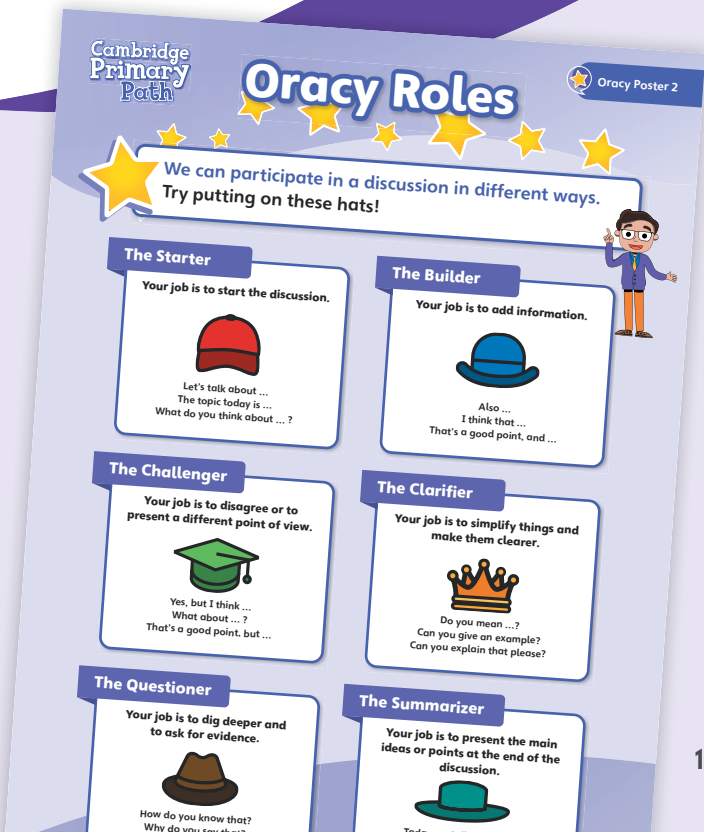 Cambridge
Primary
Path
Oracy Roles
Oracy Poster 2
We can participate in a discussion in different ways.
Try putting on these hats!
The Starter
Your job is to start the discussion.
Let's talk about ...
The topic today is ...
What do you think about ... ?
The Builder
Your job is to add information.
Also ...
I think that ...
That's a good point, and ...
The Challenger
Your job is to disagree or to
present a different point of view.
Yes, but I think ...
What about ... ?
That's a good point. but ...
The Clarifier
Your job is to simplify things and
make them clearer.
Do you mean ...?
Can you give an example?
Can you explain that please?
The Questioner
Your job is to dig deeper and
to ask for evidence.
How do you know that?
Why do you say that?
The Summarizer
Your job is to present the main
ideas or points at the end of the
discussion.
1